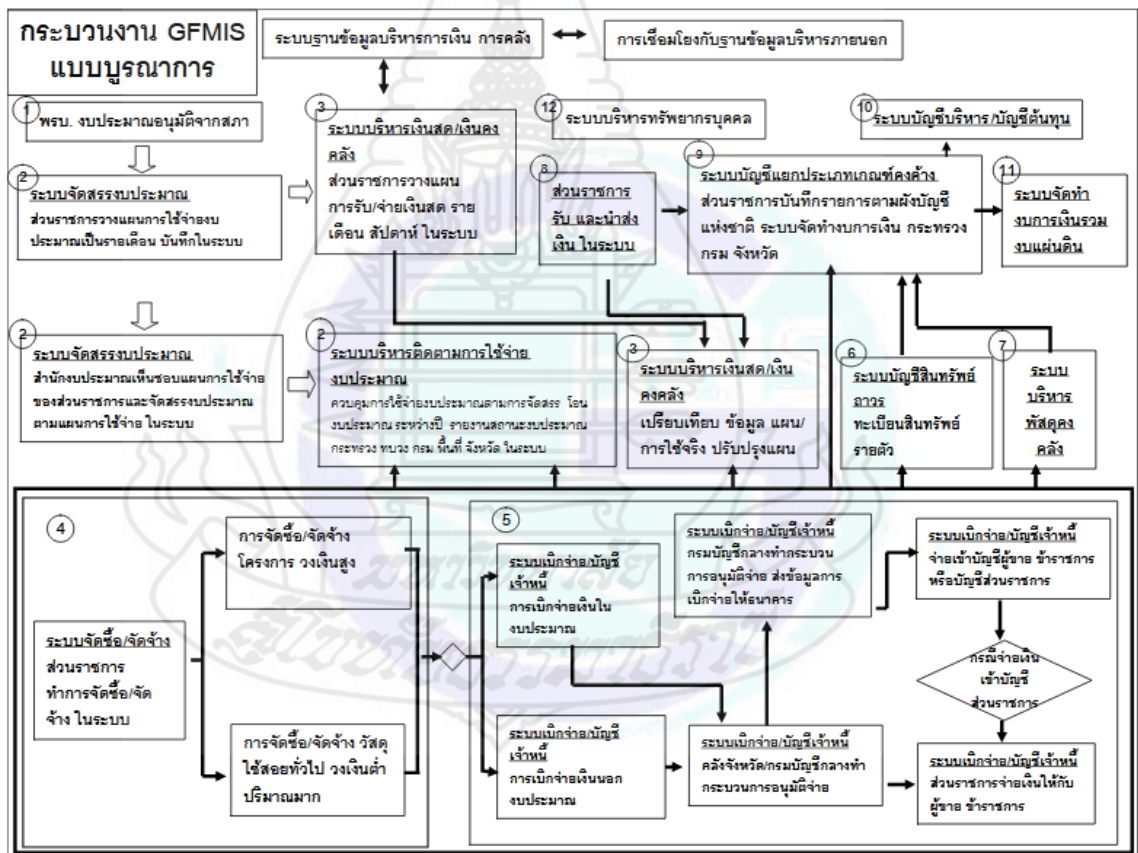 กระบวนงาน GFMIS
แบบบูรณาการ
ระบบฐานข้อมูลบริหารการเงิน การคลัง
การเชื่อมโยงกับฐานข้อมูลบริหารภายนอก
1
พรบ. งบประมาณอนุมัติจากสภา
2
ระบบจัดสรรงบประมาณ
ส่วนราชการวางแผนการใช้จ่ายงบ
ประมาณเป็นรายเดือน บันทึกในระบบ
3
ระบบบริหารเงินสด/เงินคง
คลัง
ส่วนราชการวางแผน
การรับ/จ่ายเงินสด ราย
เดือน สัปดาห์ ในระบบ
12
ระบบบริหารทรัพยากรบุคคล
8
ส่วนราชการ
รับ และนำส่ง
เงิน ในระบบ
10
ระบบบัญชีบริหาร/บัญชีต้นทุน
9
ระบบบัญชีแยกประเภทเกณฑ์คงค้าง
ส่วนราชการบันทึกรายการตามผังบัญชี
แห่งชาติ ระบบจัดทำงบการเงิน กระทรวง
กรม จังหวัด
11
ระบบจัดทำ
งบการเงินรวม
งบแผ่นดิน
2
ระบบจัดสรรงบประมาณ
สำนักงบประมาณเห็นชอบแผนการใช้จ่าย
ของส่วนราชการและจัดสรรงบประมาณ
ตามแผนการใช้จ่าย ในระบบ
2
ระบบบริหารติดตามการใช้จ่าย
งบประมาณ
ควบคุมการใช้จ่ายงบประมาณตามการจัดสรร โอน
งบประมาณ ระหว่างปี รายงานสถานะงบประมาณ
กระทรวง ทบวง กรม พื้นที่ จังหวัด ในระบบ
3
ระบบบริหารเงินสด/เงิน
คงคลัง
เปรียบเทียบ ข้อมูล แผน/
การใช้จริง ปรับปรุงแผน
6
ระบบบัญชีสินทรัพย์
ถาวร
ทะเบียนสินทรัพย์
รายตัว
7
ระบบ
บริหาร
พัสดุคง
คลัง
4
ระบบจัดซื้อ/จัดจ้าง
ส่วนราชการ
ทำการจัดซื้อ/จัด
จ้าง ในระบบ
การจัดซื้อ/จัดจ้าง
โครงการ วงเงินสูง
การจัดซื้อ/จัดจ้าง วัสดุ
ใช้สอยทั่วไป วงเงินต่ำ
ปริมาณมาก
5
ระบบเบิกจ่าย/บัญชี
เจ้าหนี้
การเบิกจ่ายเงินใน
งบประมาณ
ระบบเบิกจ่าย/บัญชี
เจ้าหนี้
การเบิกจ่ายเงินนอก
งบประมาณ
ระบบเบิกจ่าย/บัญชีเจ้าหนี้
กรมบัญชีกลางทำกระบวน
การอนุมัติจ่าย ส่งข้อมูลการ
เบิกจ่ายให้ธนาคาร
ระบบเบิกจ่าย/บัญชีเจ้าหนี้
คลังจังหวัด/กรมบัญชีกลางทำ
กระบวนการอนุมัติจ่าย
ระบบเบิกจ่าย/บัญชีเจ้าหนี้
จ่ายเข้าบัญชีผู้ขาย ข้าราชการ
หรือบัญชีส่วนราชการ
กรณีจ่ายเงิน
เข้าบัญชี
ส่วนราชการ
ระบบเบิกจ่าย/บัญชีเจ้าหนี้
ส่วนราชการจ่ายเงินให้กับ
ผู้ขาย ข้าราชการ
มหาวิทยาลัย
สุโขทัยธรรมาธิราช